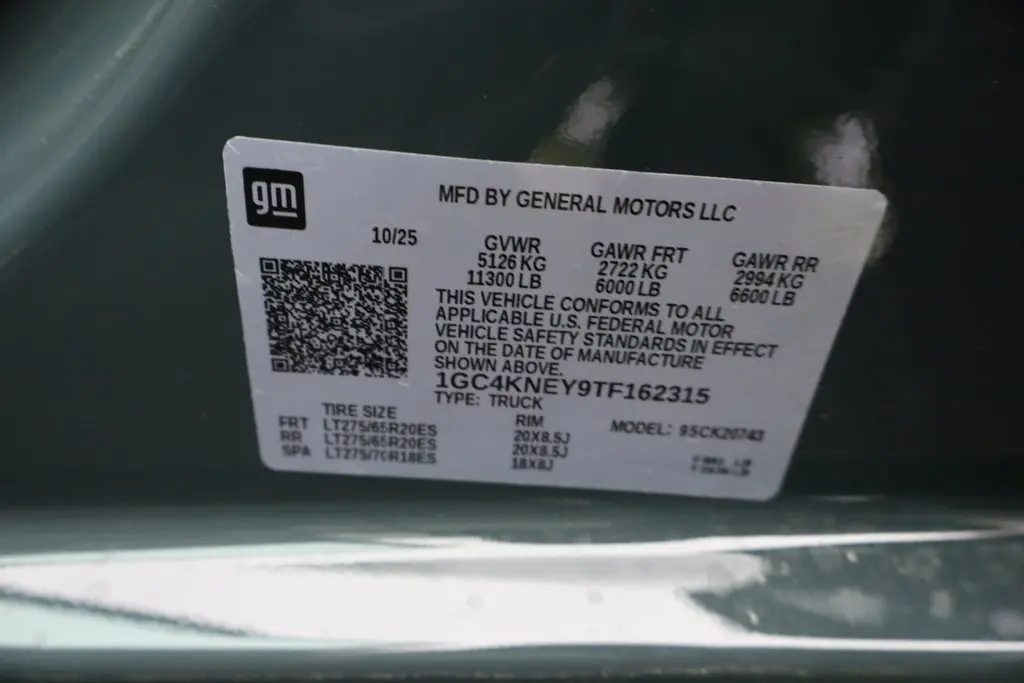 gm
MFD BY GENERAL MOTORS LLC
10/25
GVWR
5126 KG
11300 LB
GAWR FRT
2722 KG
6000 LB
GAWR RR
2994 KG
6600 LB
THIS VEHICLE CONFORMS TO ALL
APPLICABLE U.S. FEDERAL MOTOR
VEHICLE SAFETY STANDARDS IN EFFECT
ON THE DATE OF MANUFACTURE
SHOWN ABOVE.
1GC4KNEY9TF162315
TYPE: TRUCK
TIRE SIZE
RIM
FRT LT275/65R20ES 20X8.5J
RR LT275/65R20ES 20X8.5J
SPA LT275/70R18ES 18X8J
MODEL: